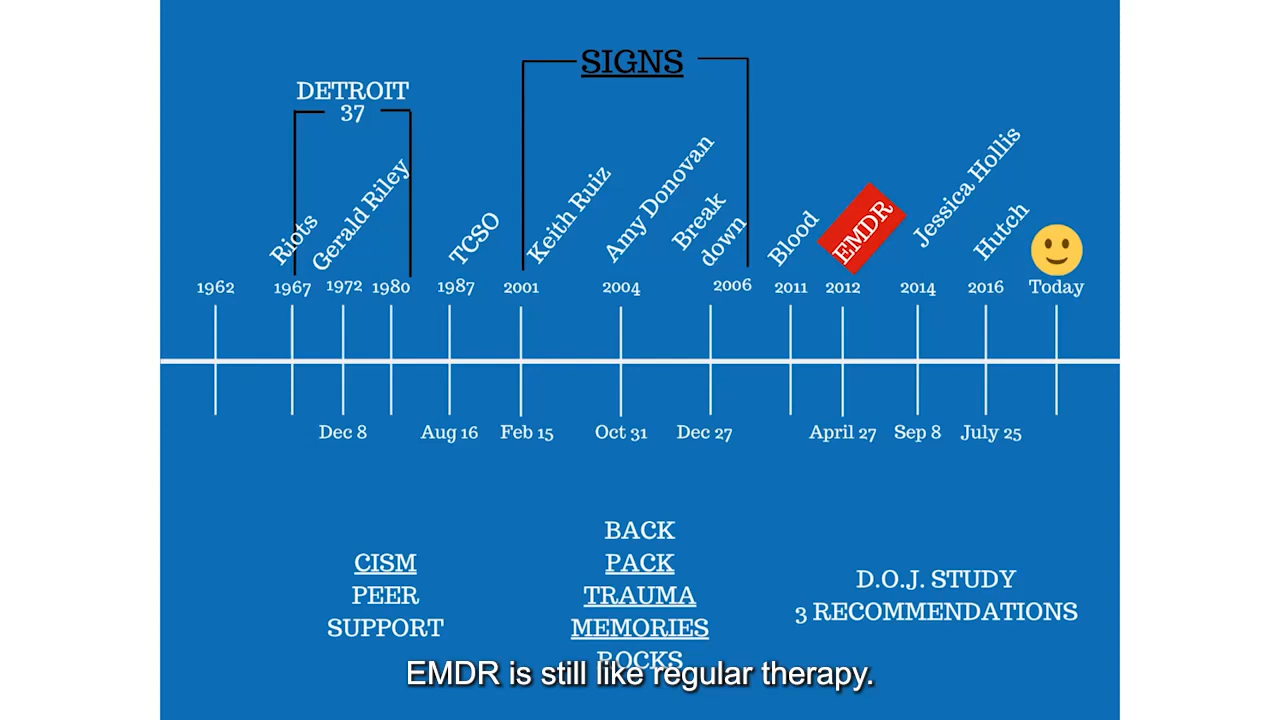 SIGNS
DETROIT
37
Riots
Gerald Riley
TCSO
Keith Ruiz
Amy Donovan
Break
down
Blood
EMDR
Jessica Hollis
Hutch
1962 1967 1972 1980 1987 2001 2004 2006 2011 2012 2014 2016 Today
Dec 8 Aug 16 Feb 15 Oct 31 Dec 27 April 27 Sep 8 July 25
CISM
PEER
SUPPORT
BACK
PACK
TRAUMA
MEMORIES
ROCKS
D.O.J. STUDY
3 RECOMMENDATIONS
EMDR is still like regular therapy.